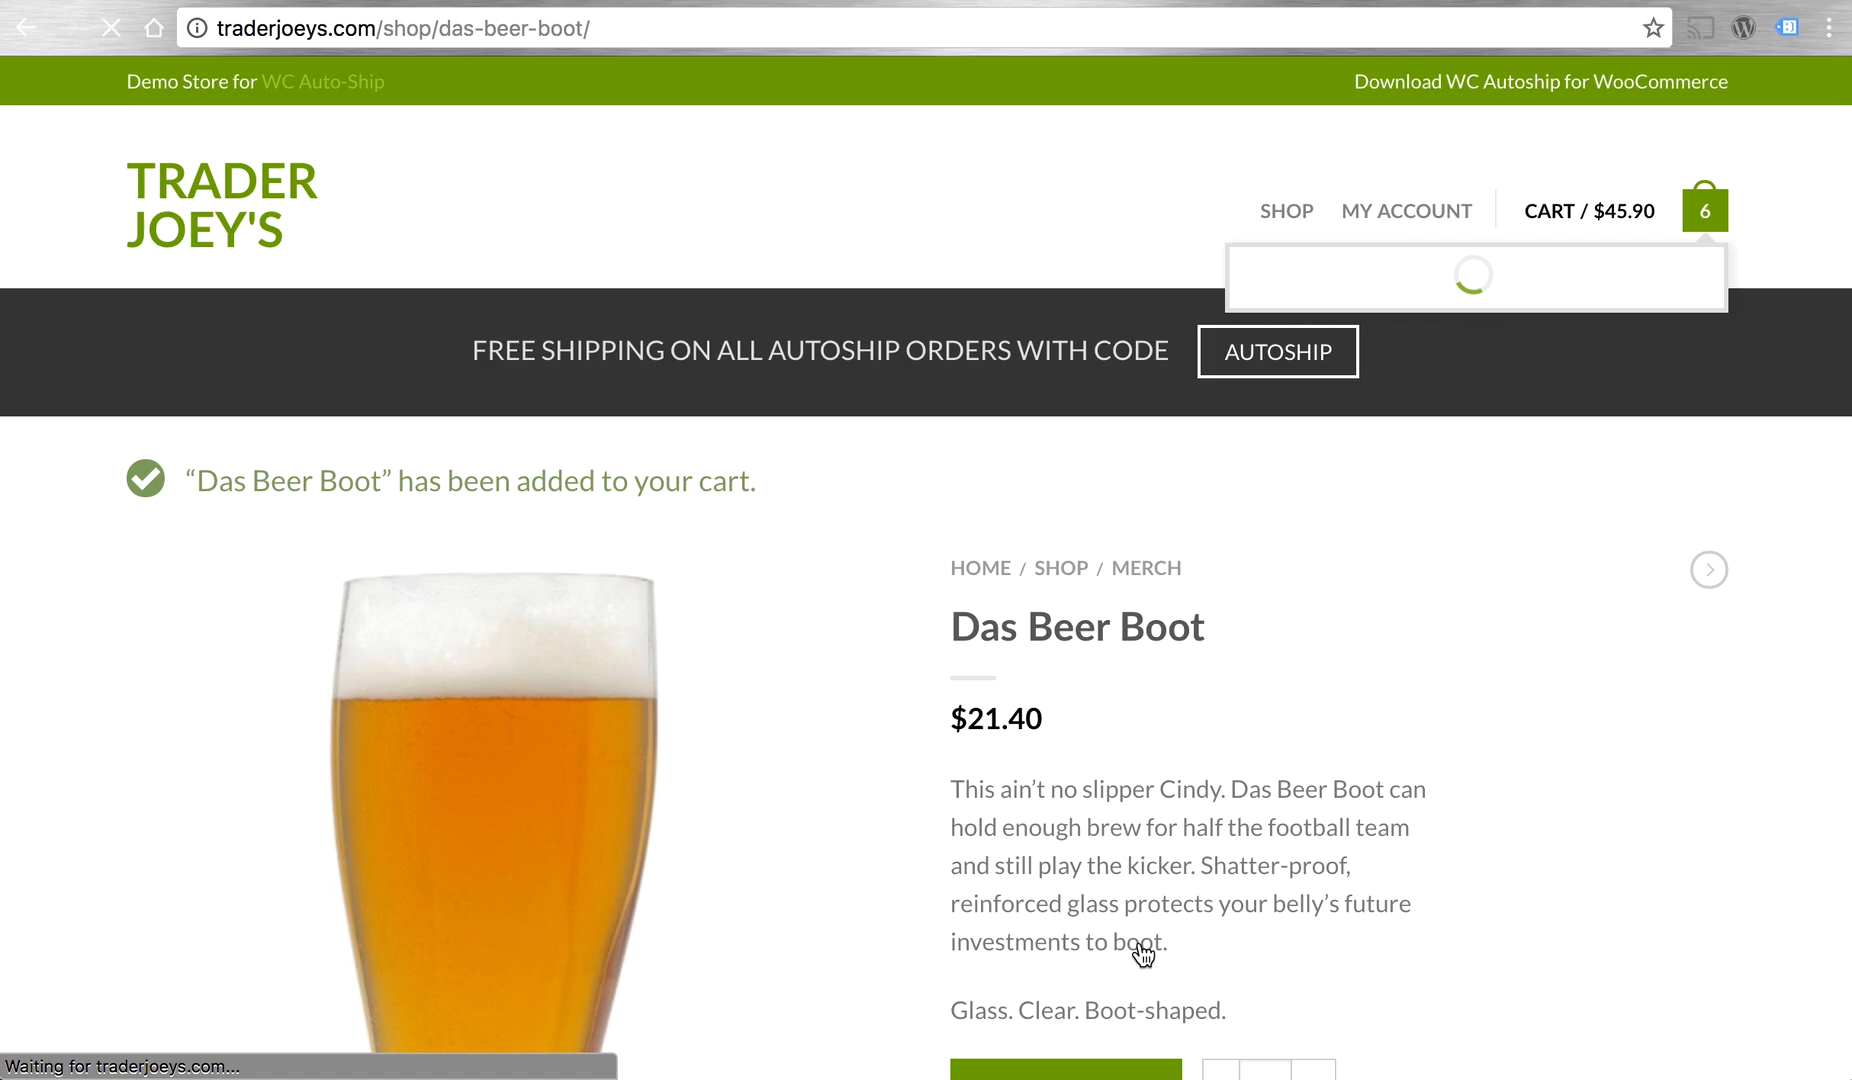 traderjoeys.com/shop/das-beer-boot/
Demo Store for WC Auto-Ship
Download WC Autoship for WooCommerce
TRADER
JOEY'S
SHOP
MY ACCOUNT
CART / $45.90
6
FREE SHIPPING ON ALL AUTOSHIP ORDERS WITH CODE
AUTOSHIP
“Das Beer Boot” has been added to your cart.
HOME / SHOP / MERCH
Das Beer Boot
$21.40
This ain’t no slipper Cindy. Das Beer Boot can
hold enough brew for half the football team
and still play the kicker. Shatter-proof,
reinforced glass protects your belly’s future
investments to boot.
Glass. Clear. Boot-shaped.
Waiting for traderjoeys.com...